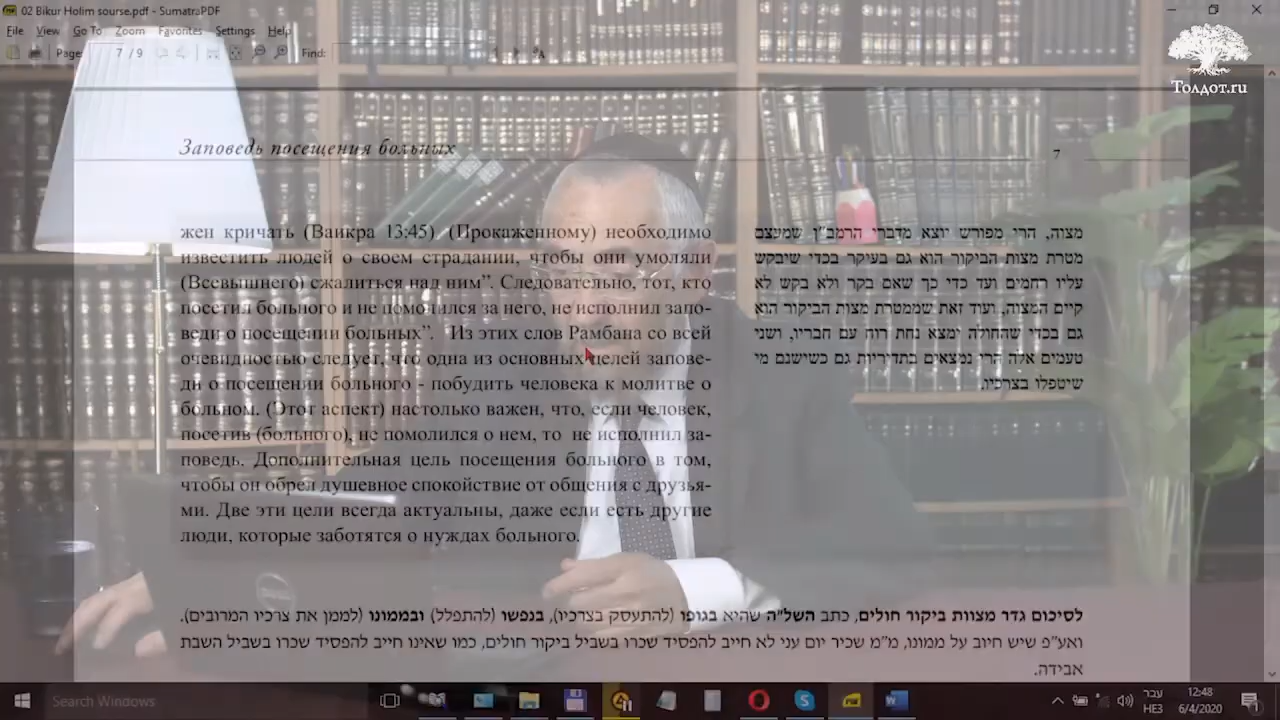 02 Bikur Holim sourse.pdf - SumatraPDF
File View Go To Zoom Favorites Settings Help
Page: 7 / 9 Find:
Толдот.ru
Заповедь посещения больных
7
жен кричать (Ваикра 13:45). (Прокаженному) необходимо
известить людей о своем страдании, чтобы они умоляли
(Всевышнего) сжалиться над ним”. Следовательно, тот, кто
посетил больного и не помолился за него, не исполнил запо-
веди о посещении больных”. Из этих слов Рамбана со всей
очевидностью следует, что одна из основных целей запове-
ди о посещении больного - побудить человека к молитве о
больном. (Этот аспект) настолько важен, что, если человек,
посетив (больного), не помолился о нем, то не исполнил за-
поведь. Дополнительная цель посещения больного в том,
чтобы он обрел душевное спокойствие от общения с друзья-
ми. Две эти цели всегда актуальны, даже если есть другие
люди, которые заботятся о нуждах больного.
מצוה, הרי מפורש יוצא מדברי הרמב"ן שמעצם
מטרת מצות הביקור הוא גם בעיקר בכדי שיבקש
עליו רחמים ועד כדי כך שאם בקר ולא בקש לא
קיים המצוה, ועוד זאת שממטרת מצות הביקור הוא
גם בכדי שהחולה ימצא נחת רוח עם חבריו, ושני
טעמים אלה הרי נמצאים בתדיריות גם כשישנם מי
שיטפלו בצרכיו.
לסיכום גדר מצוות ביקור חולים, כתב השל"ה שהיא בגופו (להתעסק בצרכיו), בנפשו (להתפלל) ובממונו (לממן את צרכיו המרובים).
ואע"פ שיש חיוב על ממונו, מ"מ שכיר יום עני לא חייב להפסיד שכרו בשביל ביקור חולים, כמו שאינו חייב להפסיד שכרו בשביל השבת
אבידה.
Search Windows
עבר
HE3
12:48
6/4/2020